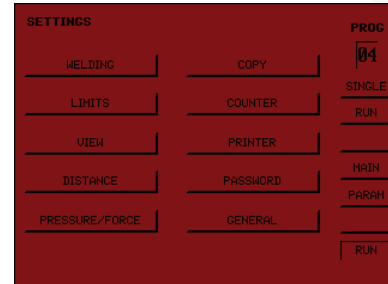 SETTINGS
WELDING
COPY
LIMITS
COUNTER
VIEW
PRINTER
DISTANCE
PASSWORD
PRESSURE/FORCE
GENERAL
PROG
04
SINGLE
RUN
MAIN
PARAM
RUN